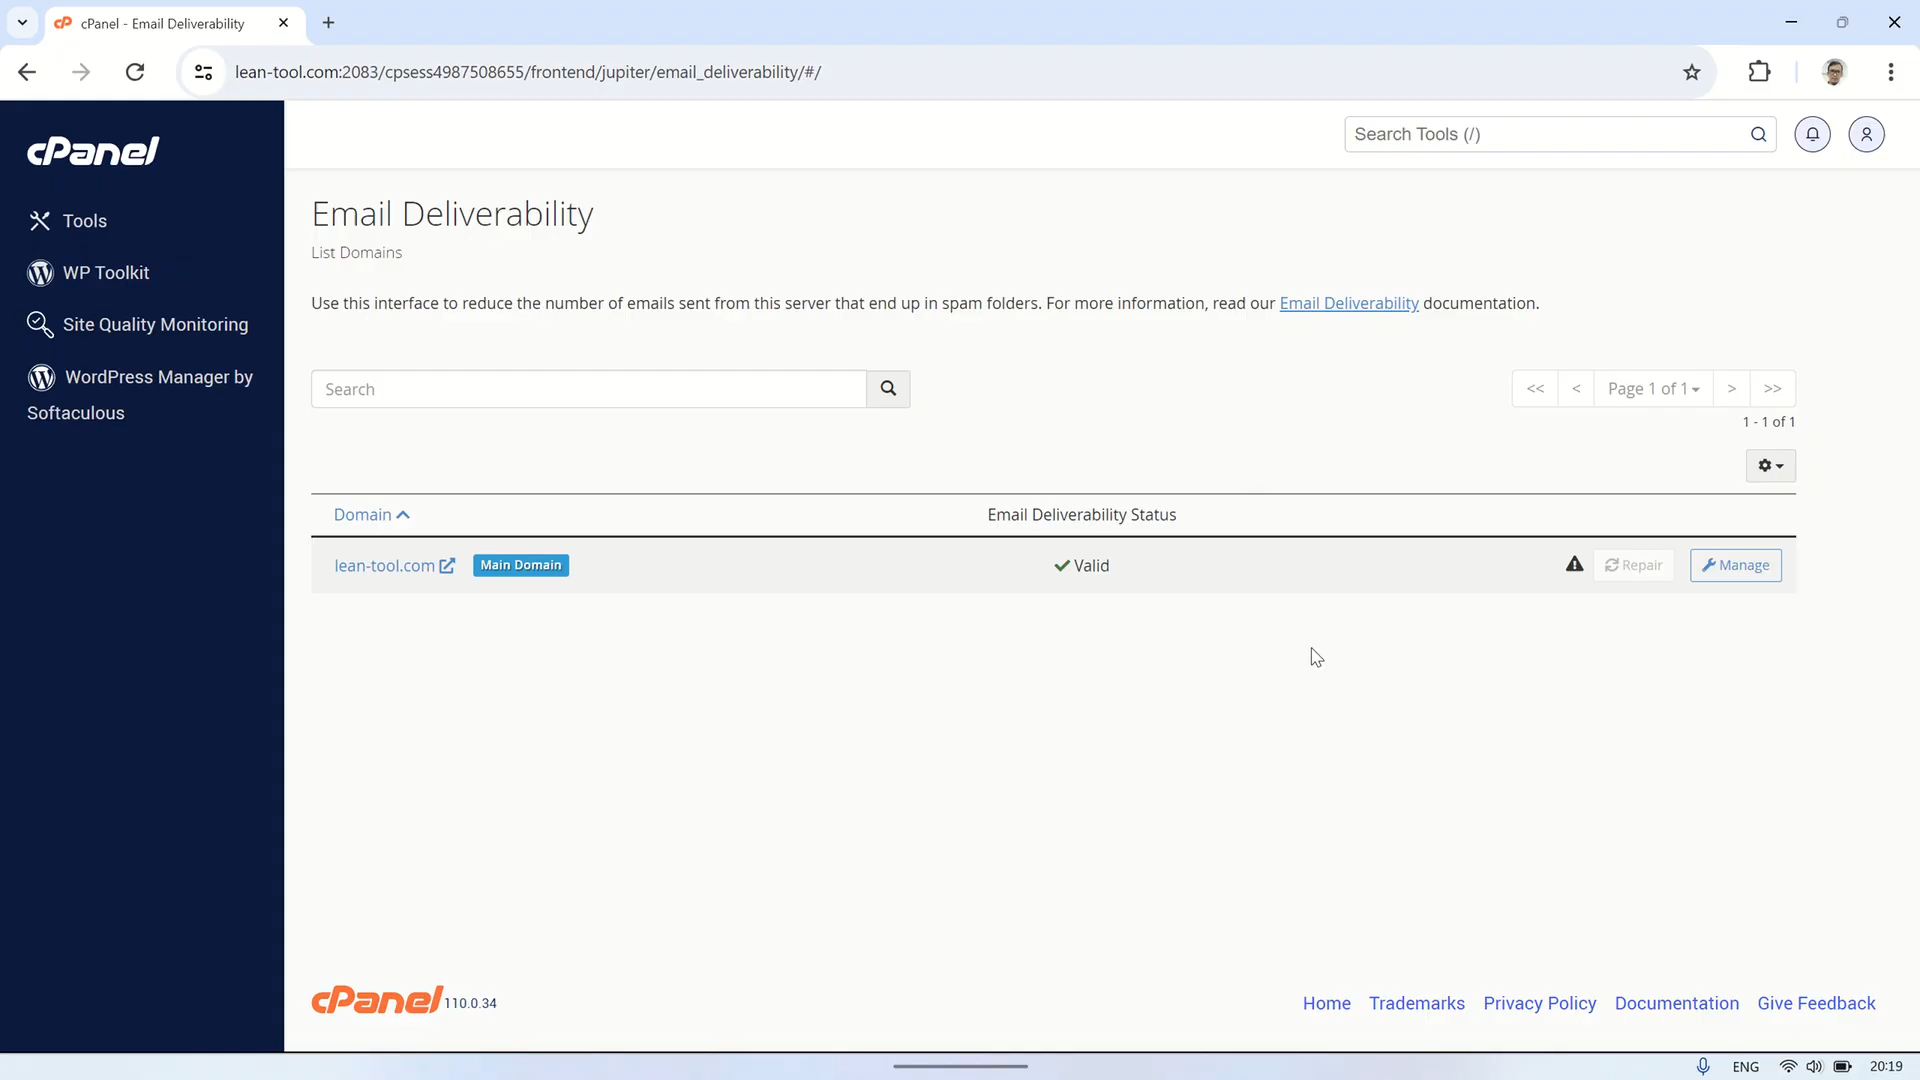 cPanel - Email Deliverability
lean-tool.com:2083/cpsess4987508655/frontend/jupiter/email_deliverability/#/
cPanel
Search Tools (/)
Tools
WP Toolkit
Site Quality Monitoring
WordPress Manager by
Softaculous
Email Deliverability
List Domains
Use this interface to reduce the number of emails sent from this server that end up in spam folders. For more information, read our Email Deliverability documentation.
Search
<< < Page 1 of 1 > >>
1 - 1 of 1
Domain Email Deliverability Status
lean-tool.com Main Domain Valid Repair Manage
cPanel 110.0.34
Home Trademarks Privacy Policy Documentation Give Feedback
ENG 20:19